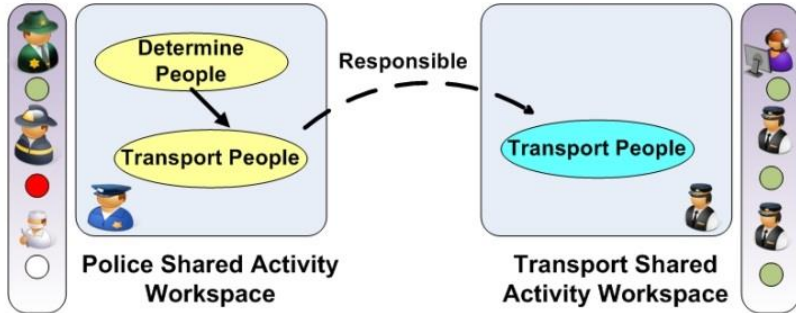 Determine
People
Transport People
Responsible
Transport People
Police Shared Activity
Workspace
Transport Shared
Activity Workspace